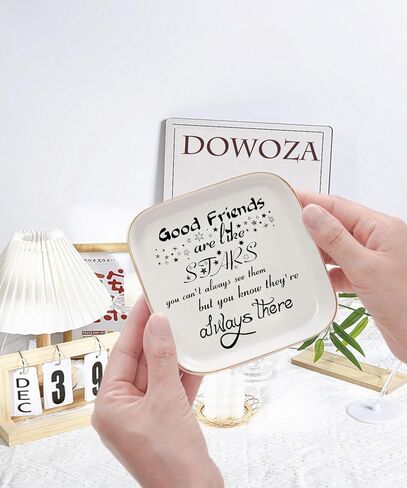 DOWOZA
Good Friends
are like
STARS
you can't always see them
but you know they're
always there
DEC
3
9